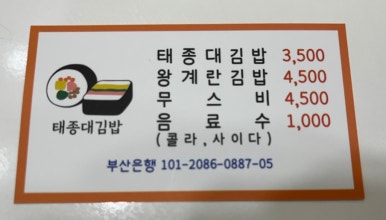 태종대김밥 3,500
왕계란김밥 4,500
무스비 4,500
음료수 1,000
(콜라,사이다)
태종대김밥
부산은행 101-2086-0887-05